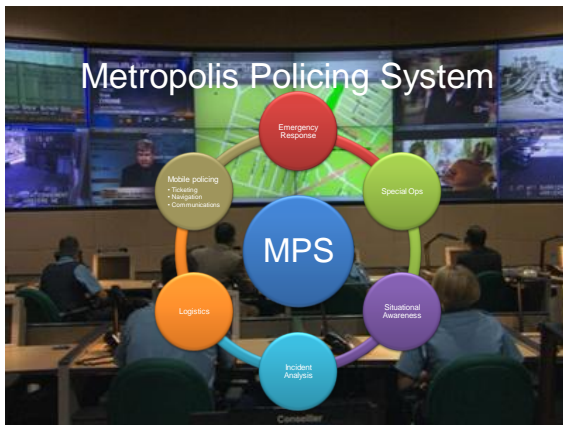 Metropolis Policing System
Emergency
Response
Special Ops
Situational
Awareness
Incident
Analysis
Logistics
Mobile policing
• Ticketing
• Navigation
• Communications
MPS
Conseiller